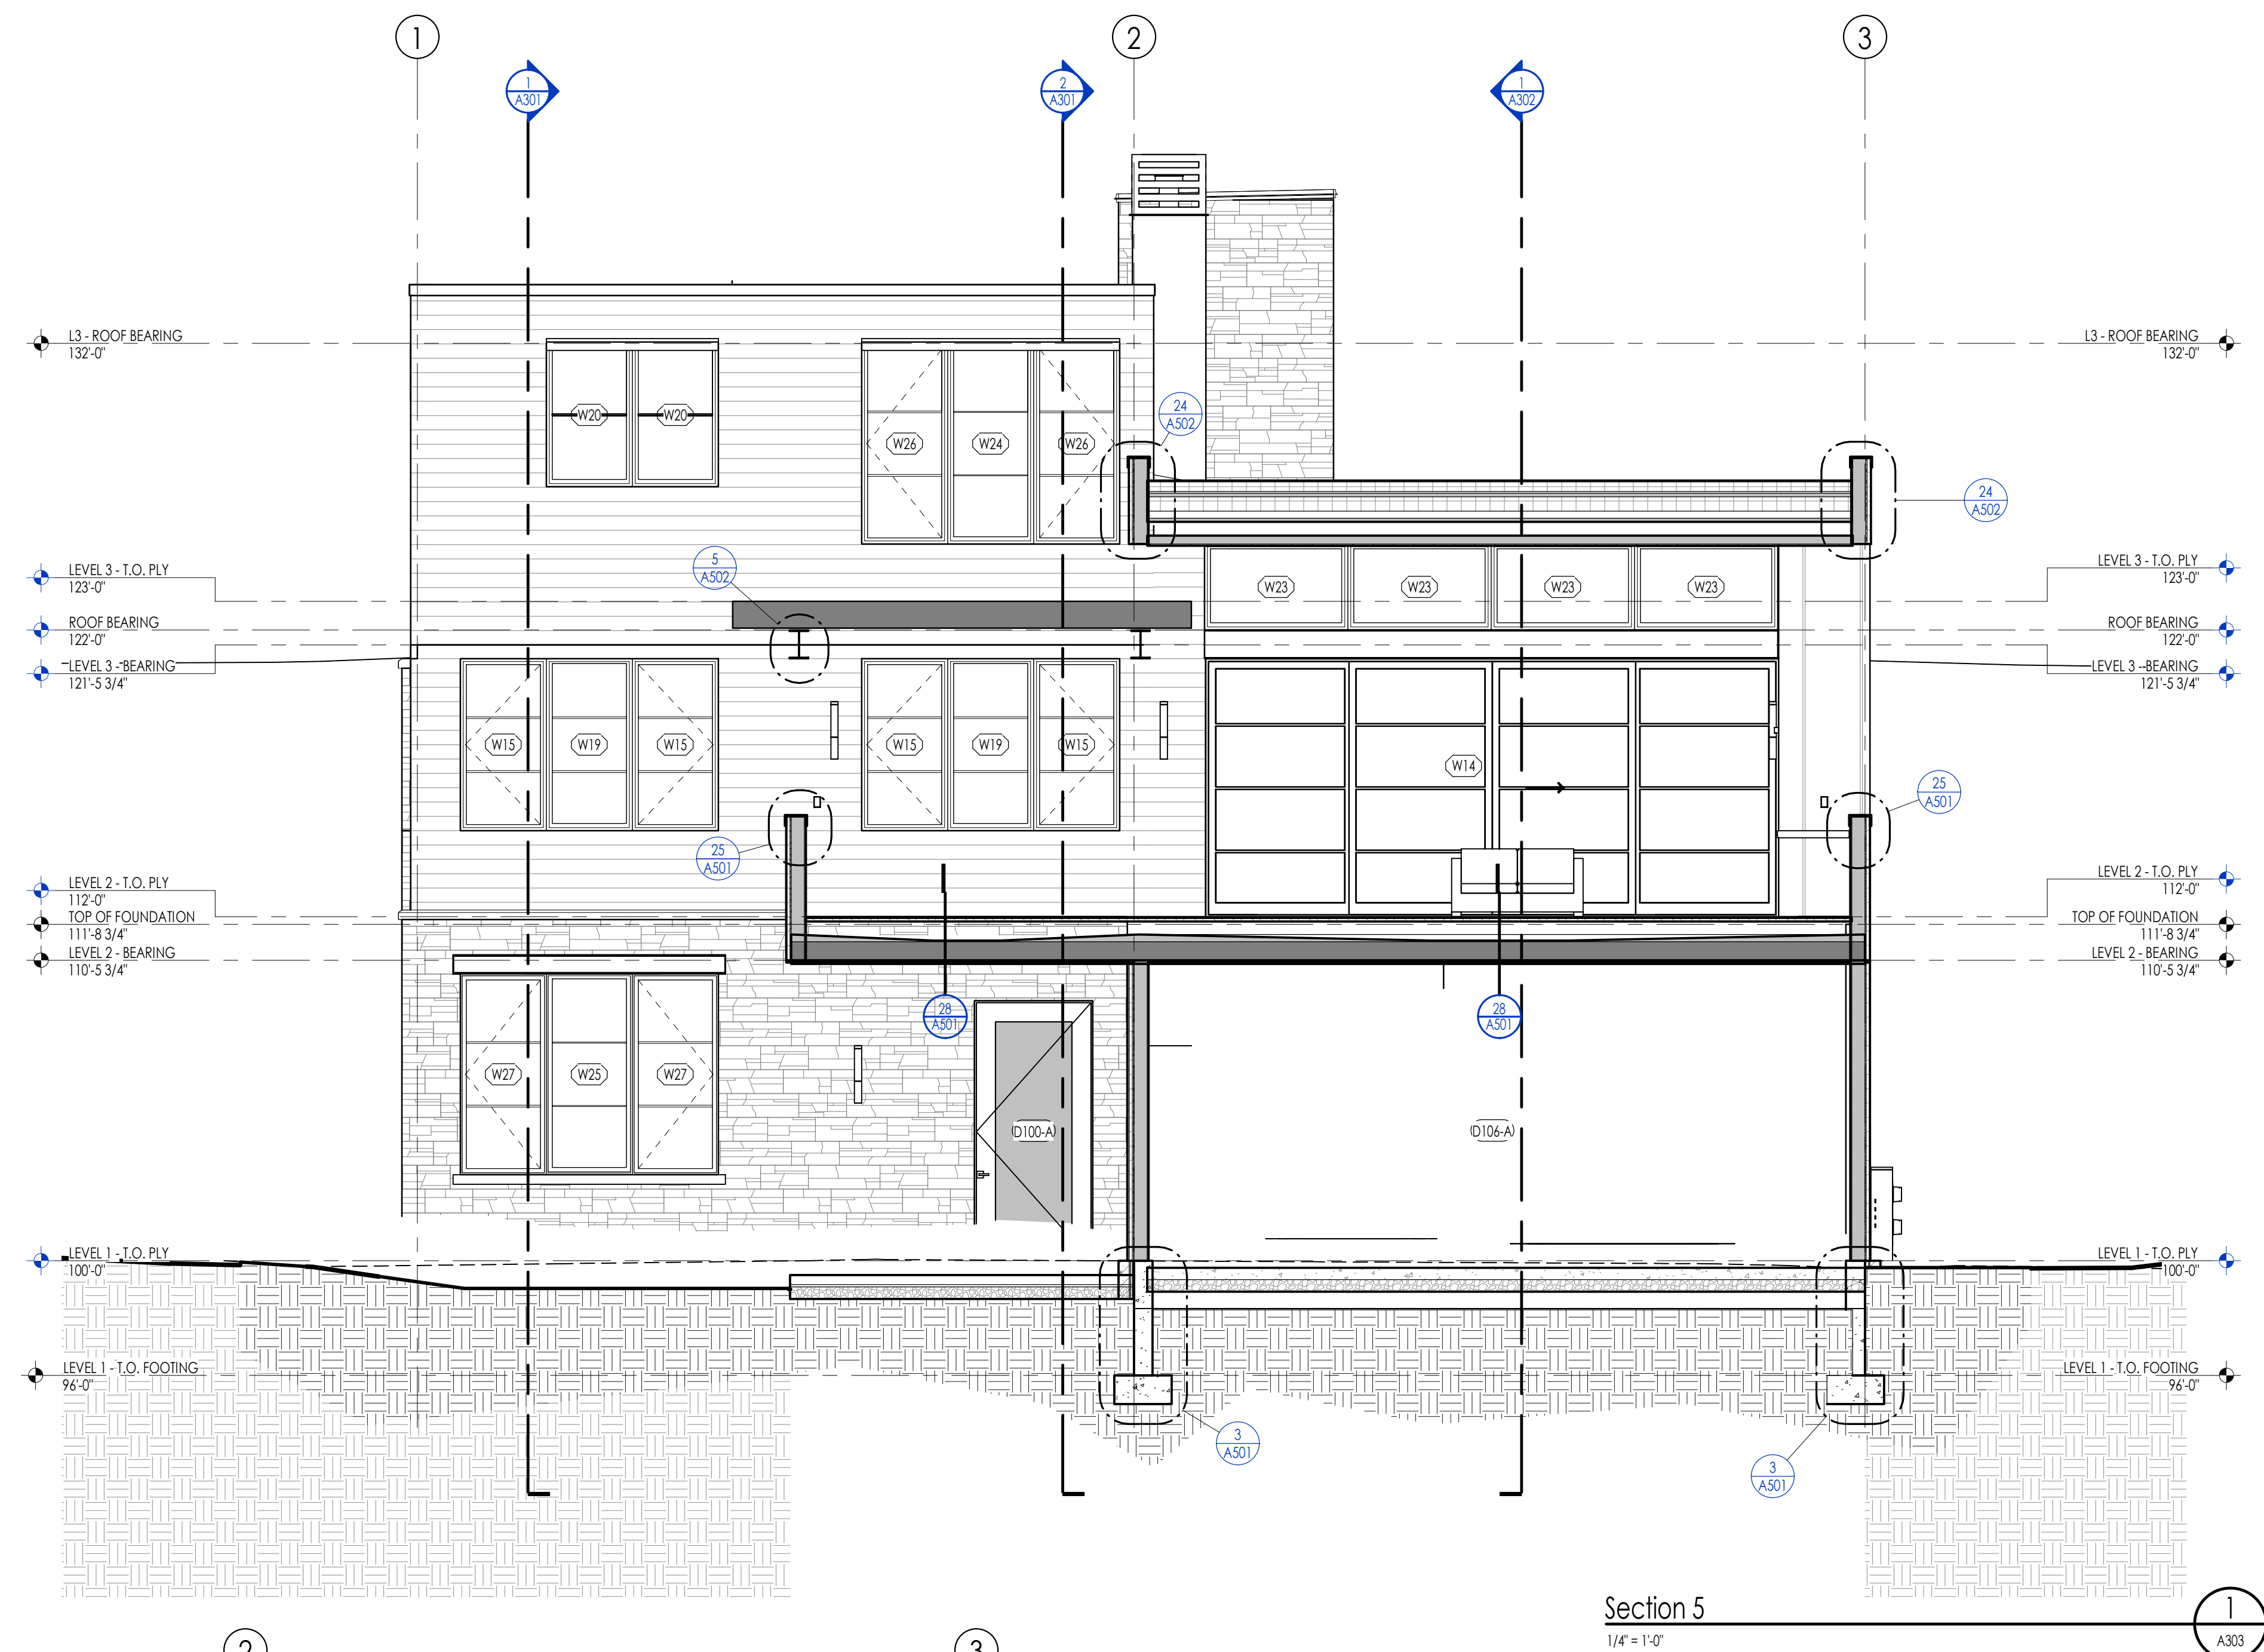 1
2
3
1
A301
2
A301
1
A302
L3 - ROOF BEARING
132'-0"
L3 - ROOF BEARING
132'-0"
24
A502
W20
W20
W26
W24
W26
24
A502
5
A502
LEVEL 3 - T.O. PLY
123'-0"
LEVEL 3 - T.O. PLY
123'-0"
W23
W23
W23
W23
ROOF BEARING
122'-0"
ROOF BEARING
122'-0"
LEVEL 3 - BEARING
121'-5 3/4"
LEVEL 3 - BEARING
121'-5 3/4"
W15
W19
W15
W15
W19
W15
W14
25
A501
25
A501
LEVEL 2 - T.O. PLY
112'-0"
LEVEL 2 - T.O. PLY
112'-0"
TOP OF FOUNDATION
111'-8 3/4"
TOP OF FOUNDATION
111'-8 3/4"
LEVEL 2 - BEARING
110'-5 3/4"
LEVEL 2 - BEARING
110'-5 3/4"
28
A501
28
A501
W27
W25
W27
D100-A
D106-A
LEVEL 1 - T.O. PLY
100'-0"
LEVEL 1 - T.O. PLY
100'-0"
LEVEL 1 - T.O. FOOTING
96'-0"
LEVEL 1 - T.O. FOOTING
96'-0"
3
A501
3
A501
Section 5
1/4" = 1'-0"
1
A303
2
3